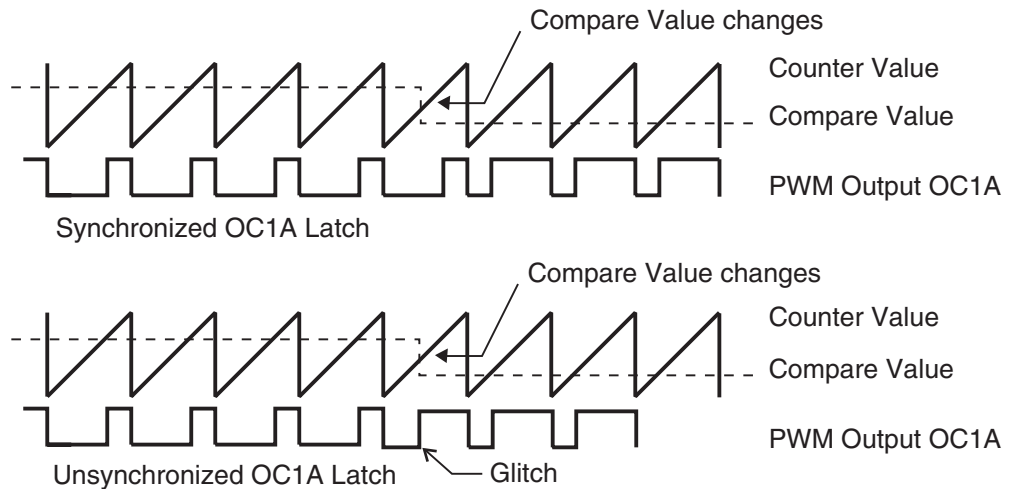 Compare Value changes
Counter Value
Compare Value
PWM Output OC1A
Synchronized OC1A Latch
Compare Value changes
Counter Value
Compare Value
PWM Output OC1A
Unsynchronized OC1A Latch
Glitch